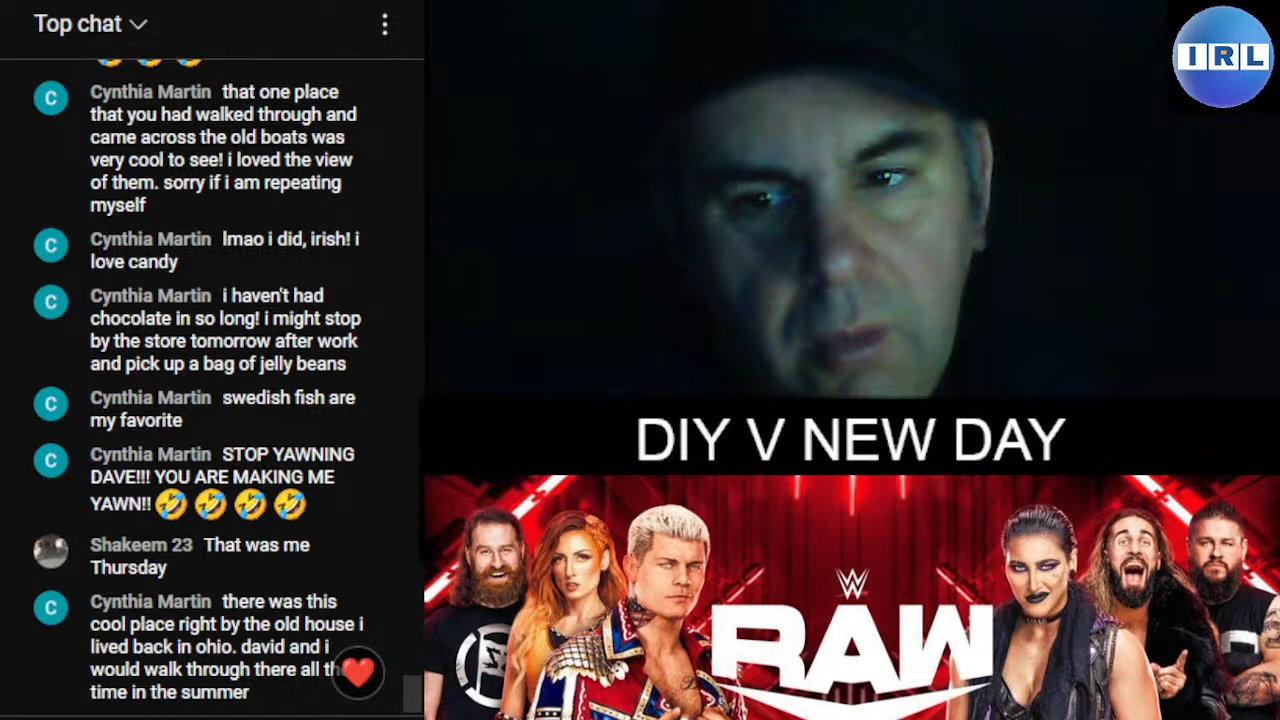 Top chat
Cynthia Martin that one place
that you had walked through and
came across the old boats was
very cool to see! i loved the view
of them. sorry if i am repeating
myself
Cynthia Martin lmao i did, irish! i
love candy
Cynthia Martin i haven't had
chocolate in so long! i might stop
by the store tomorrow after work
and pick up a bag of jelly beans
Cynthia Martin swedish fish are
my favorite
Cynthia Martin STOP YAWNING
DAVE!!! YOU ARE MAKING ME
YAWN!! 🤣 🤣 🤣 🤣
Shakeem 23 That was me
Thursday
Cynthia Martin there was this
cool place right by the old house i
lived back in ohio. david and i
would walk through there all
time in the summer
C
C
C
C
C
C
IRL
DIY V NEW DAY
W
RAW